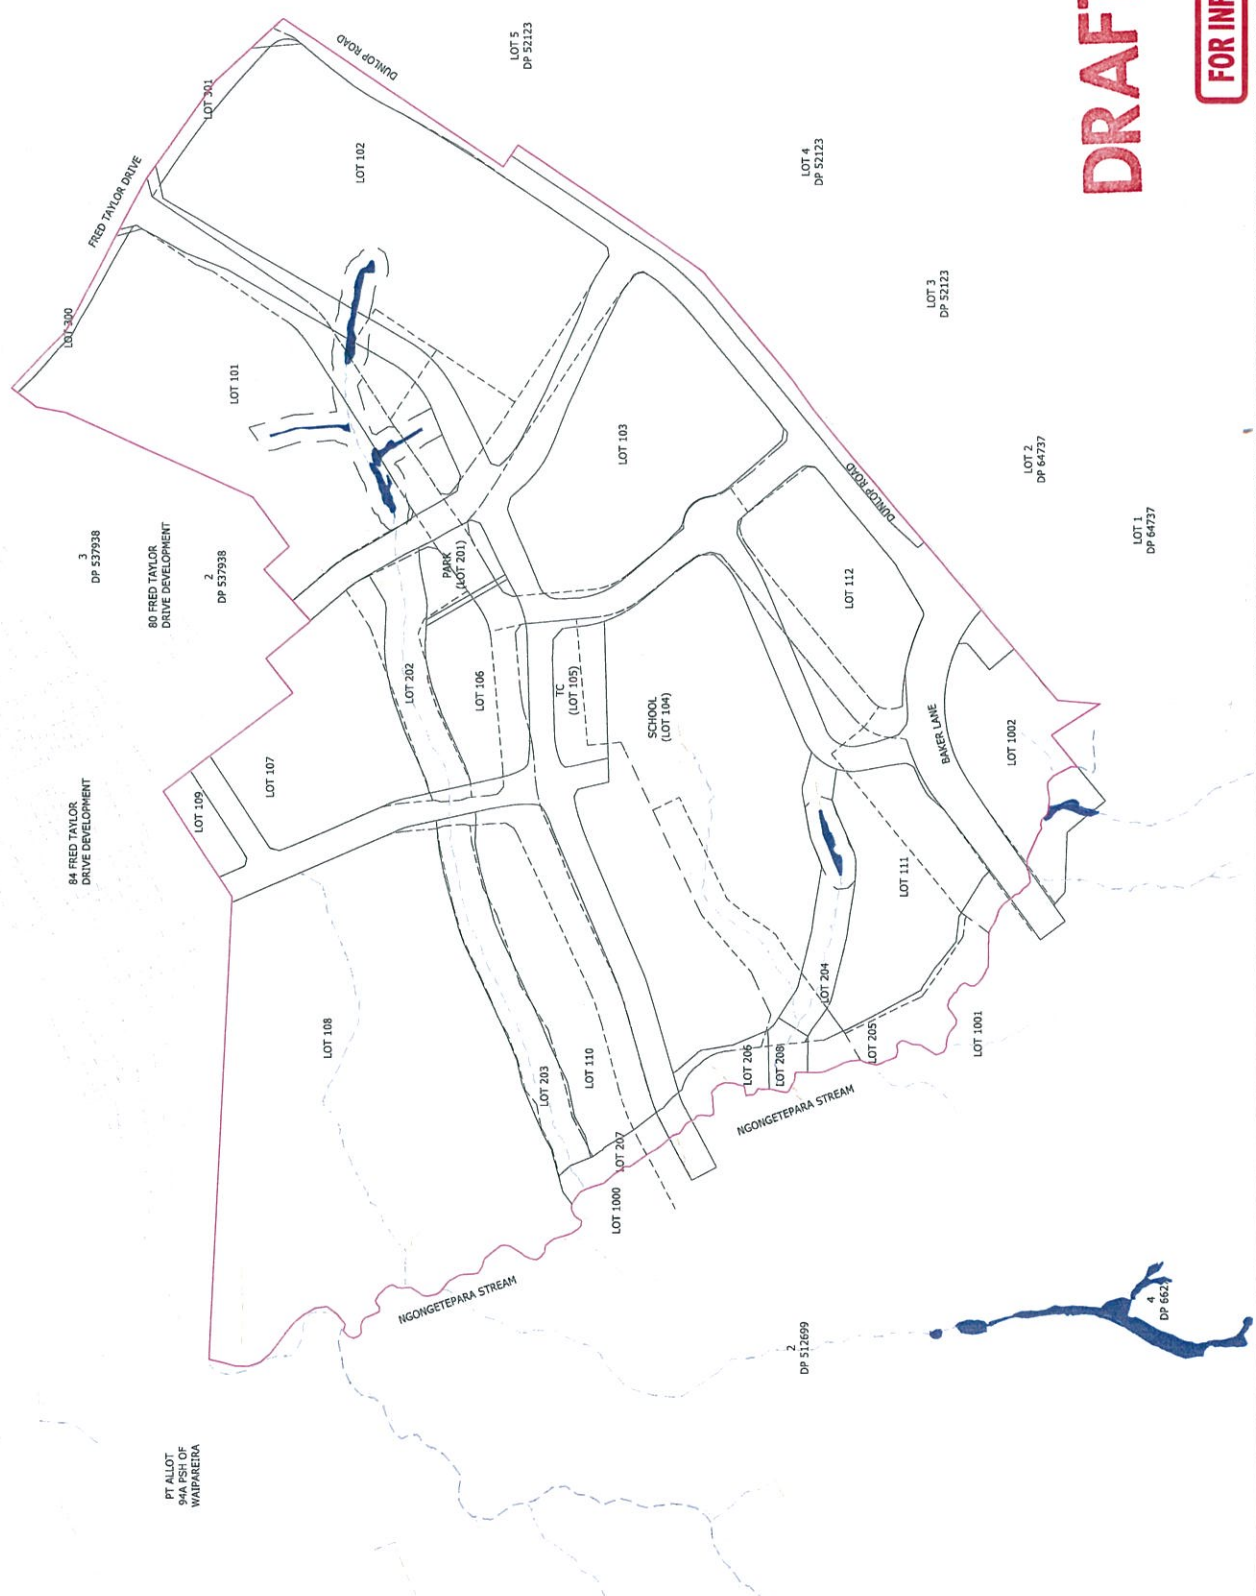 LOT 5
DP 52123
DUNLOP ROAD
LOT 301
LOT 102
FRED TAYLOR DRIVE
LOT 4
DP 52123
LOT 3
DP 52123
LOT 300
LOT 101
LOT 103
LOT 2
DP 64737
LOT 1
DP 64737
DUNLOP ROAD
3
DP 537938
80 FRED TAYLOR
DRIVE DEVELOPMENT
2
DP 537938
PARK
(LOT 201)
LOT 112
LOT 202
LOT 106
TC
(LOT 105)
SCHOOL
(LOT 104)
BAKER LANE
LOT 1002
84 FRED TAYLOR
DRIVE DEVELOPMENT
LOT 109
LOT 107
LOT 111
LOT 108
LOT 203
LOT 110
LOT 204
LOT 206
LOT 208
LOT 205
LOT 1001
NGONGETEPARA STREAM
LOT 207
LOT 1000
NGONGETEPARA STREAM
2
DP 512699
4
PT ALLOT
94A PSH OF
WAIPAREIRA
FOR